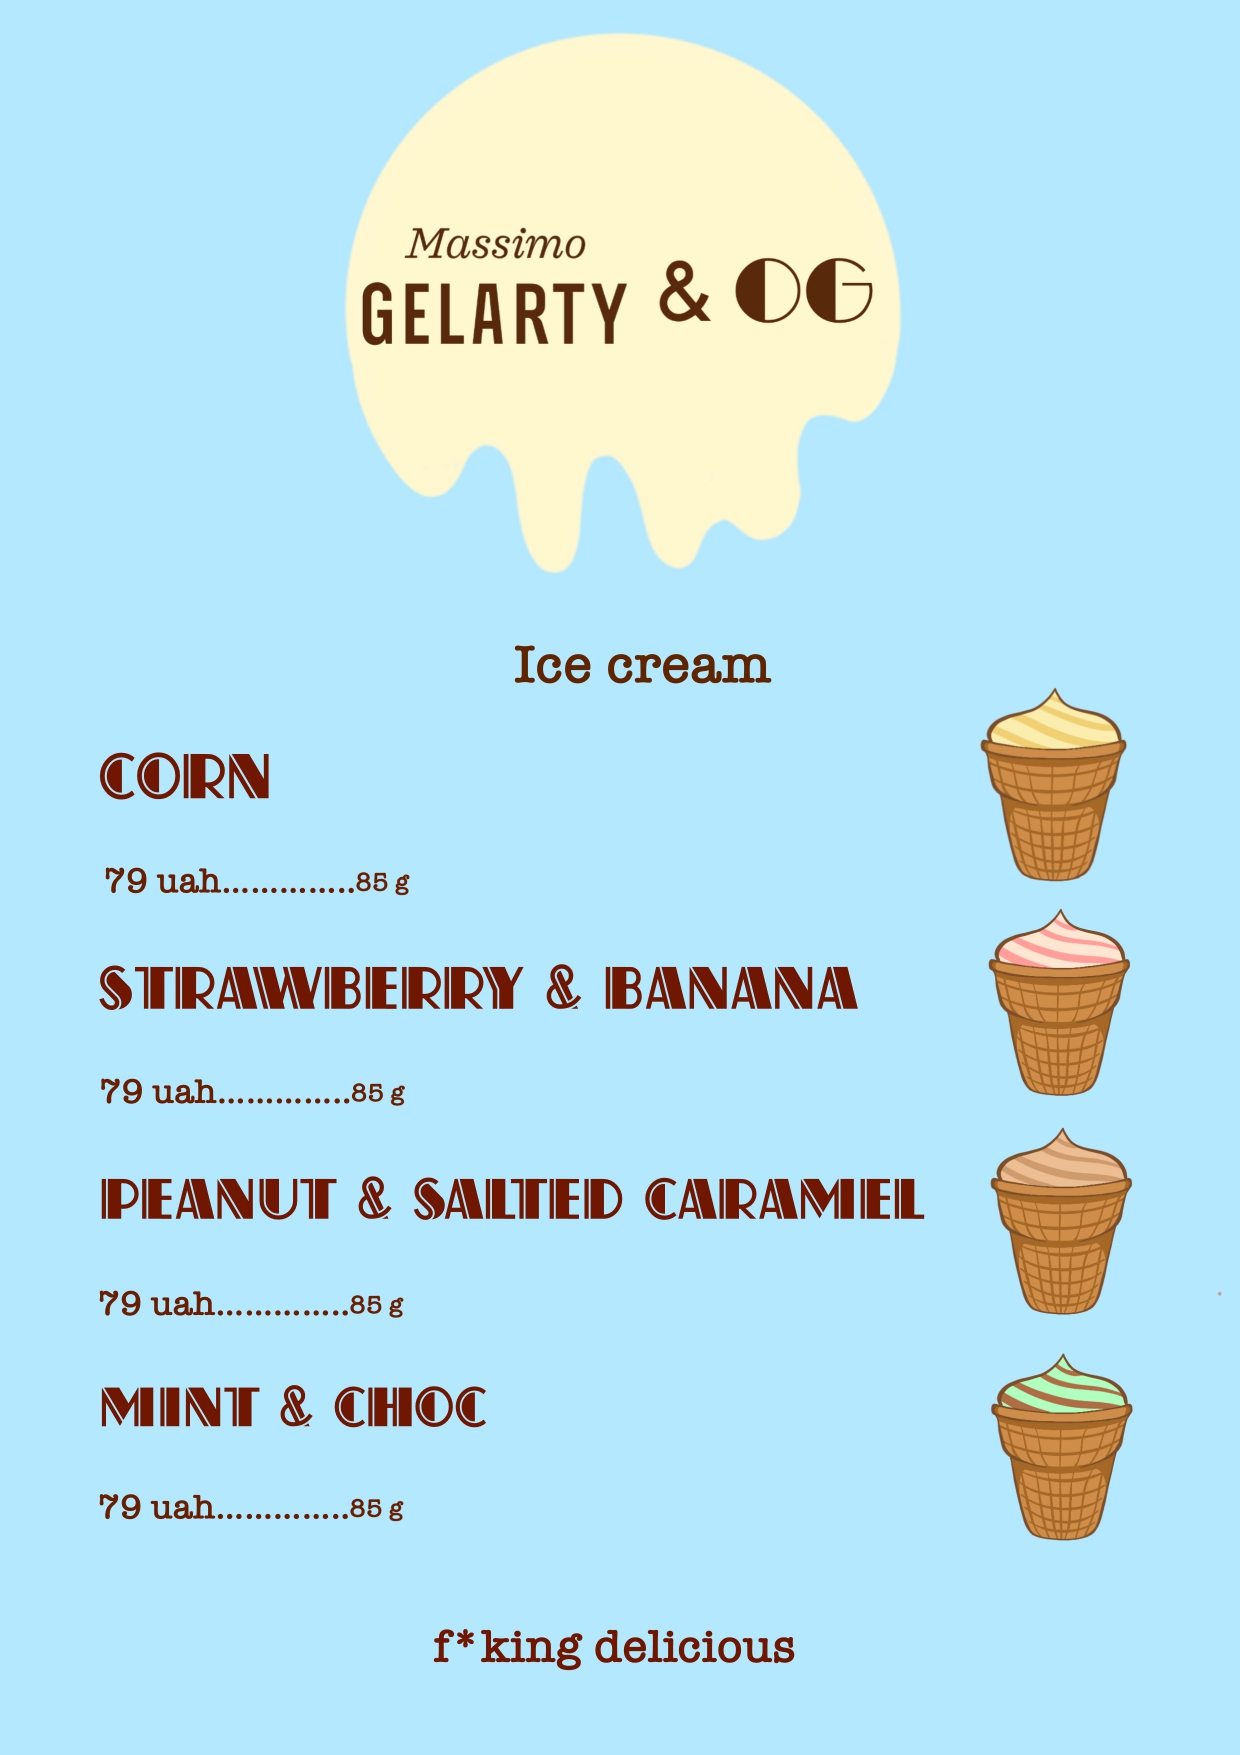 Massimo
GELARTY & OG
Ice cream
CORN
79 uah..............85 g
STRAWBERRY & BANANA
79 uah..............85 g
PEANUT & SALTED CARAMEL
79 uah..............85 g
MINT & CHOC
79 uah..............85 g
f*king delicious